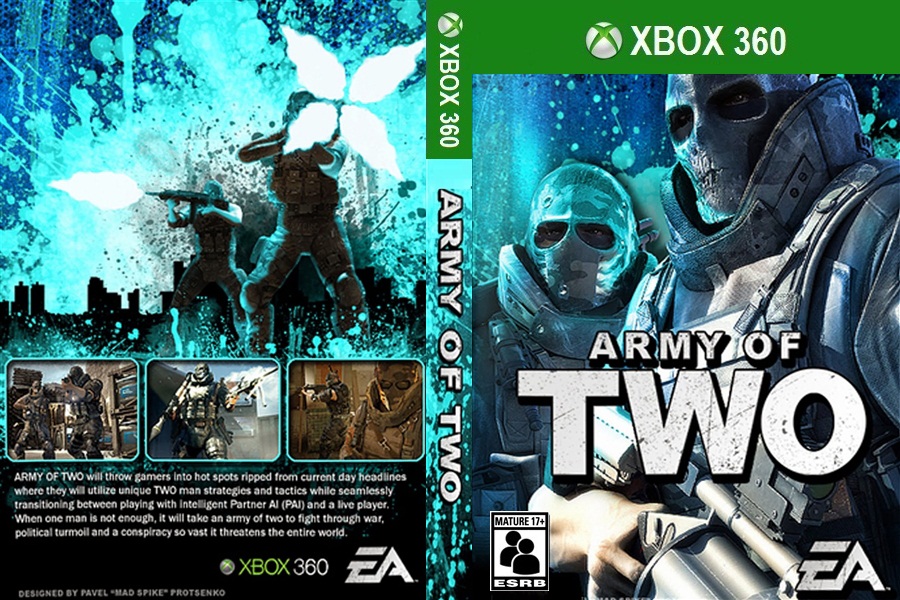 ARMY OF TWO will throw gamers into hot spots ripped from current day headlines
where they will utilize unique TWO man strategies and tactics while seamlessly
transitioning between playing with intelligent Partner AI (PAI) and a live player.
When one man is not enough, it will take an army of two to fight through war,
political turmoil and a conspiracy so vast it threatens the entire world.
XBOX 360
EA
DESIGNED BY PAVEL "MAD SPIKE" PROTSENKO
XBOX 360
ARMY OF TWO
XBOX 360
ARMY OF
TWO
MATURE 17+
ESRB
EA